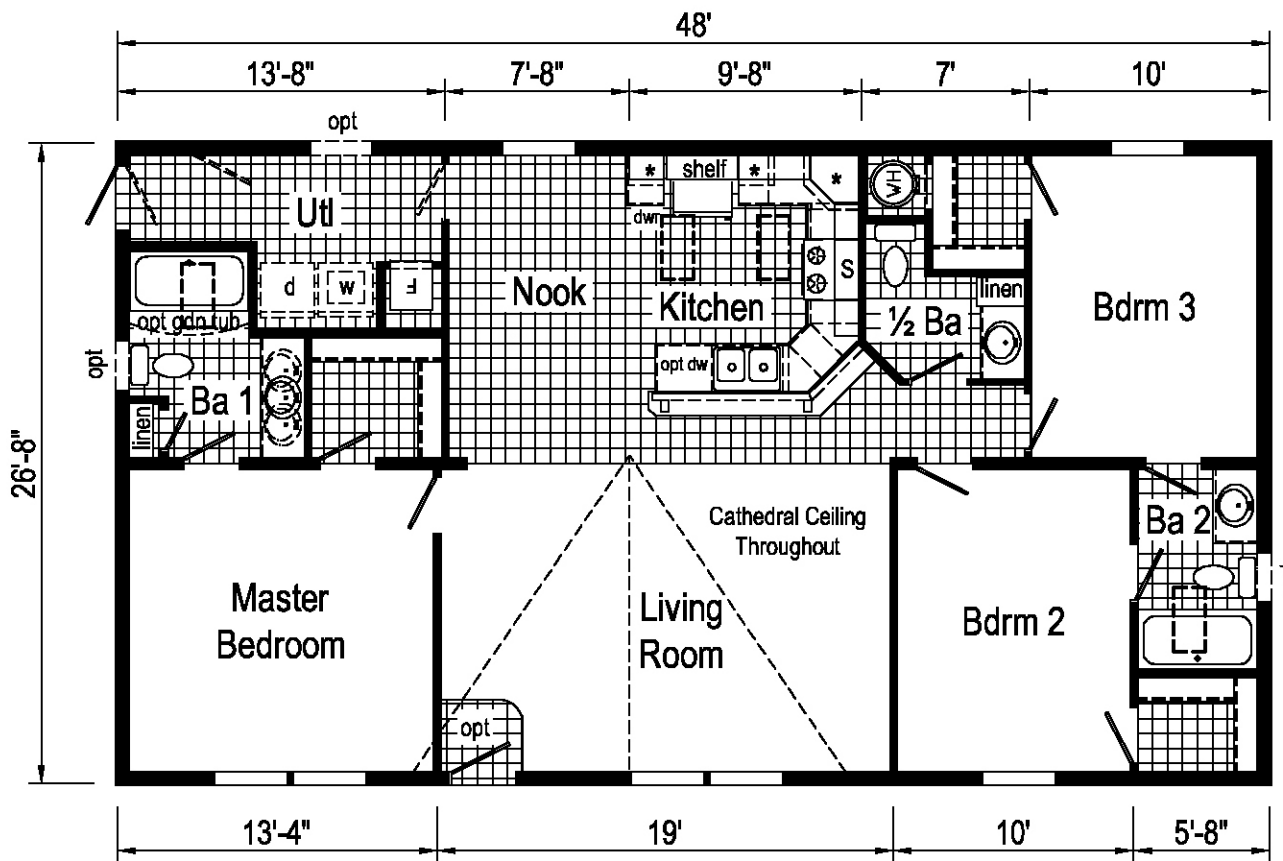 48'
13'-8"
7'-8"
9'-8"
7'
10'
opt
26'-8"
Utl
*
shelf
*
*
WH
dwr
D
W
F
S
Nook
Kitchen
½ Ba
linen
Bdrm 3
opt gdn tub
opt
Ba 1
linen
opt dw
Cathedral Ceiling
Throughout
Ba 2
Master
Bedroom
Living
Room
Bdrm 2
opt
13'-4"
19'
10'
5'-8"